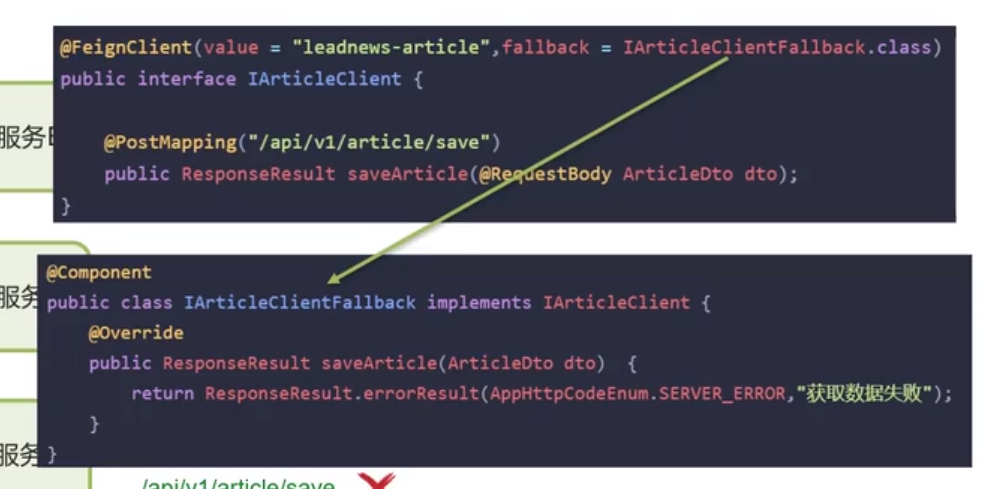 @FeignClient(value = "leadnews-article",fallback = IArticleClientFallback.class)
public interface IArticleClient {
@PostMapping("/api/v1/article/save")
public ResponseResult saveArticle(@RequestBody ArticleDto dto);
}
服务
@Component
public class IArticleClientFallback implements IArticleClient {
服务
@Override
public ResponseResult saveArticle(ArticleDto dto)  {
return ResponseResult.errorResult(AppHttpCodeEnum.SERVER_ERROR,"获取数据失败");
}
服务
}
/api/v1/article/save